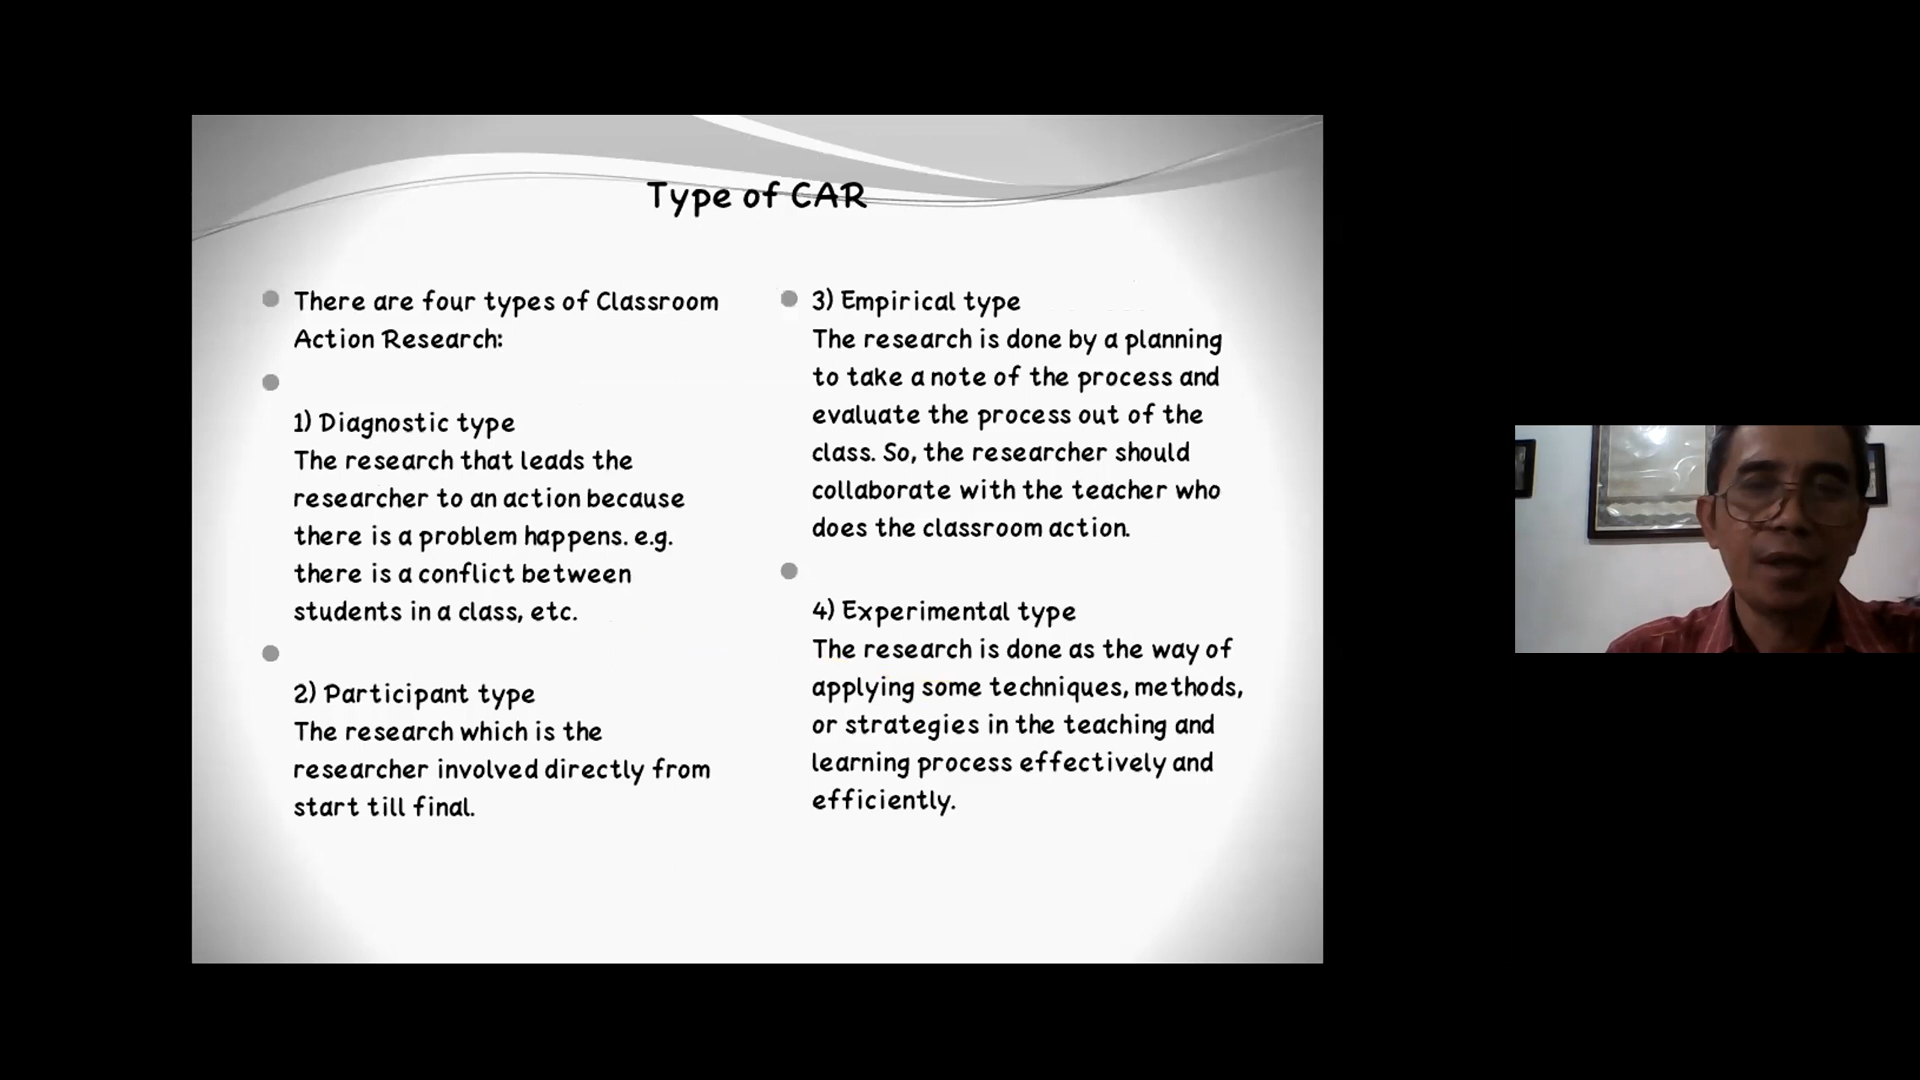 Type of CAR
There are four types of Classroom
Action Research:
1) Diagnostic type
The research that leads the
researcher to an action because
there is a problem happens. e.g.
there is a conflict between
students in a class, etc.
2) Participant type
The research which is the
researcher involved directly from
start till final.
3) Empirical type
The research is done by a planning
to take a note of the process and
evaluate the process out of the
class. So, the researcher should
collaborate with the teacher who
does the classroom action.
4) Experimental type
The research is done as the way of
applying some techniques, methods,
or strategies in the teaching and
learning process effectively and
efficiently.